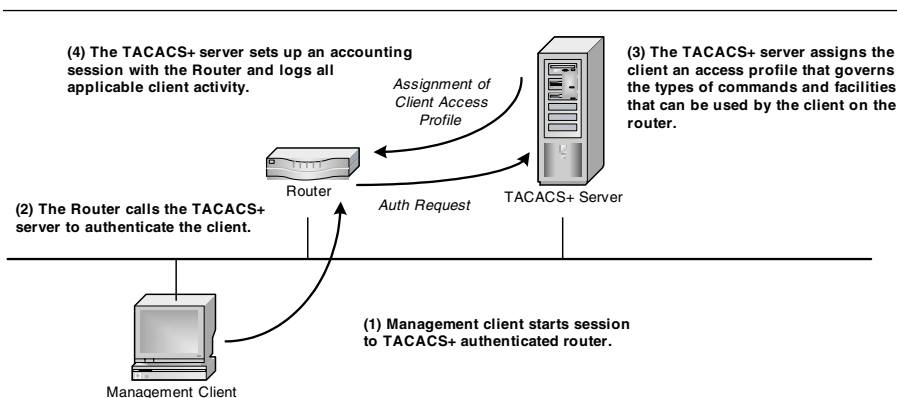 (4) The TACACS+ server sets up an accounting
session with the Router and logs all
applicable client activity.
Assignment of
Client Access
Profile
(3) The TACACS+ server assigns the
client an access profile that governs
the types of commands and facilities
that can be used by the client on the
router.
Router
Auth Request
TACACS+ Server
(2) The Router calls the TACACS+
server to authenticate the client.
(1) Management client starts session
to TACACS+ authenticated router.
Management Client